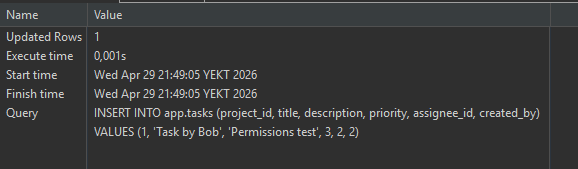 Name Value
Updated Rows 1
Execute time 0,001s
Start time Wed Apr 29 21:49:05 YEKT 2026
Finish time Wed Apr 29 21:49:05 YEKT 2026
Query INSERT INTO app.tasks (project_id, title, description, priority, assignee_id, created_by)
VALUES (1, 'Task by Bob', 'Permissions test', 3, 2, 2)